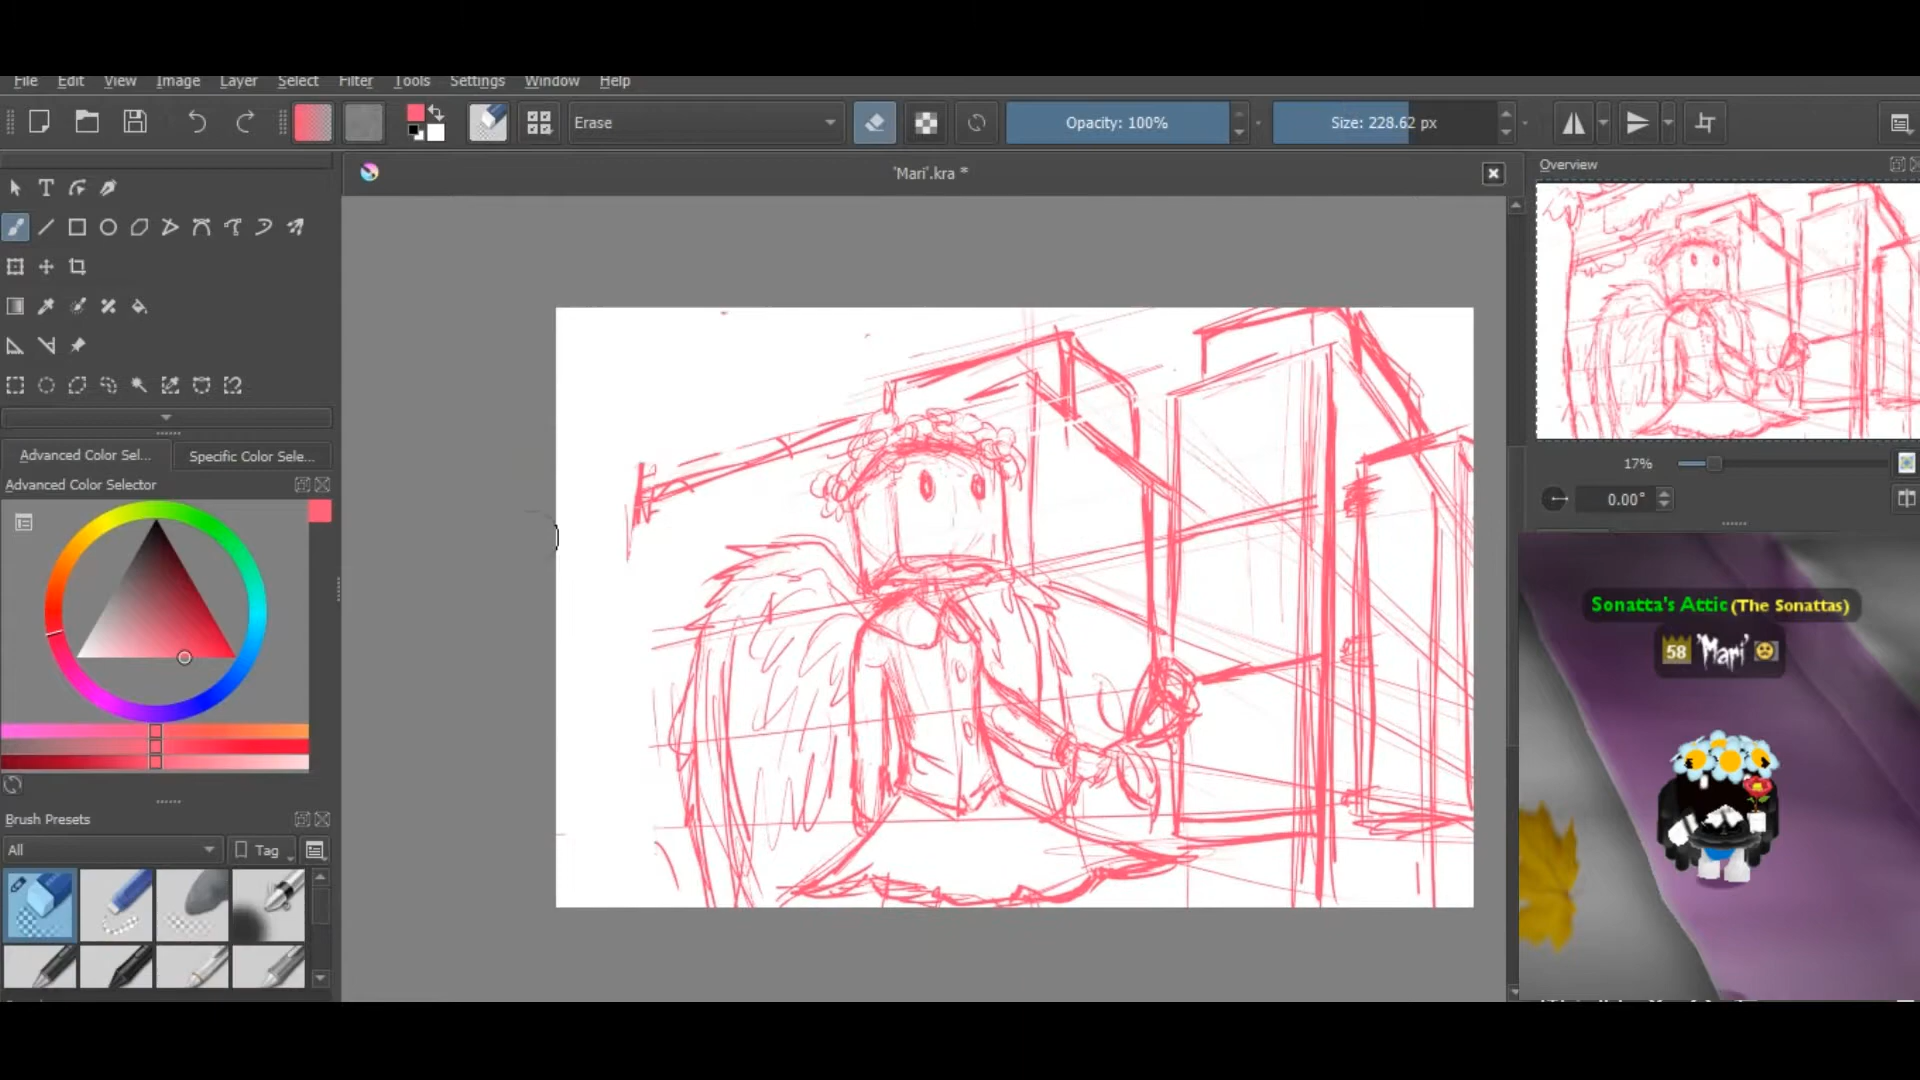 File Edit View Image Layer Select Filter Tools Settings Window Help
Erase
Opacity: 100%
Size: 228.62 px
'Mari'.kra *
Overview
17%
0.00°
Advanced Color Sel...
Specific Color Sele...
Advanced Color Selector
Brush Presets
All
Tag
Sonatta's Attic (The Sonattas)
58 'Mari'